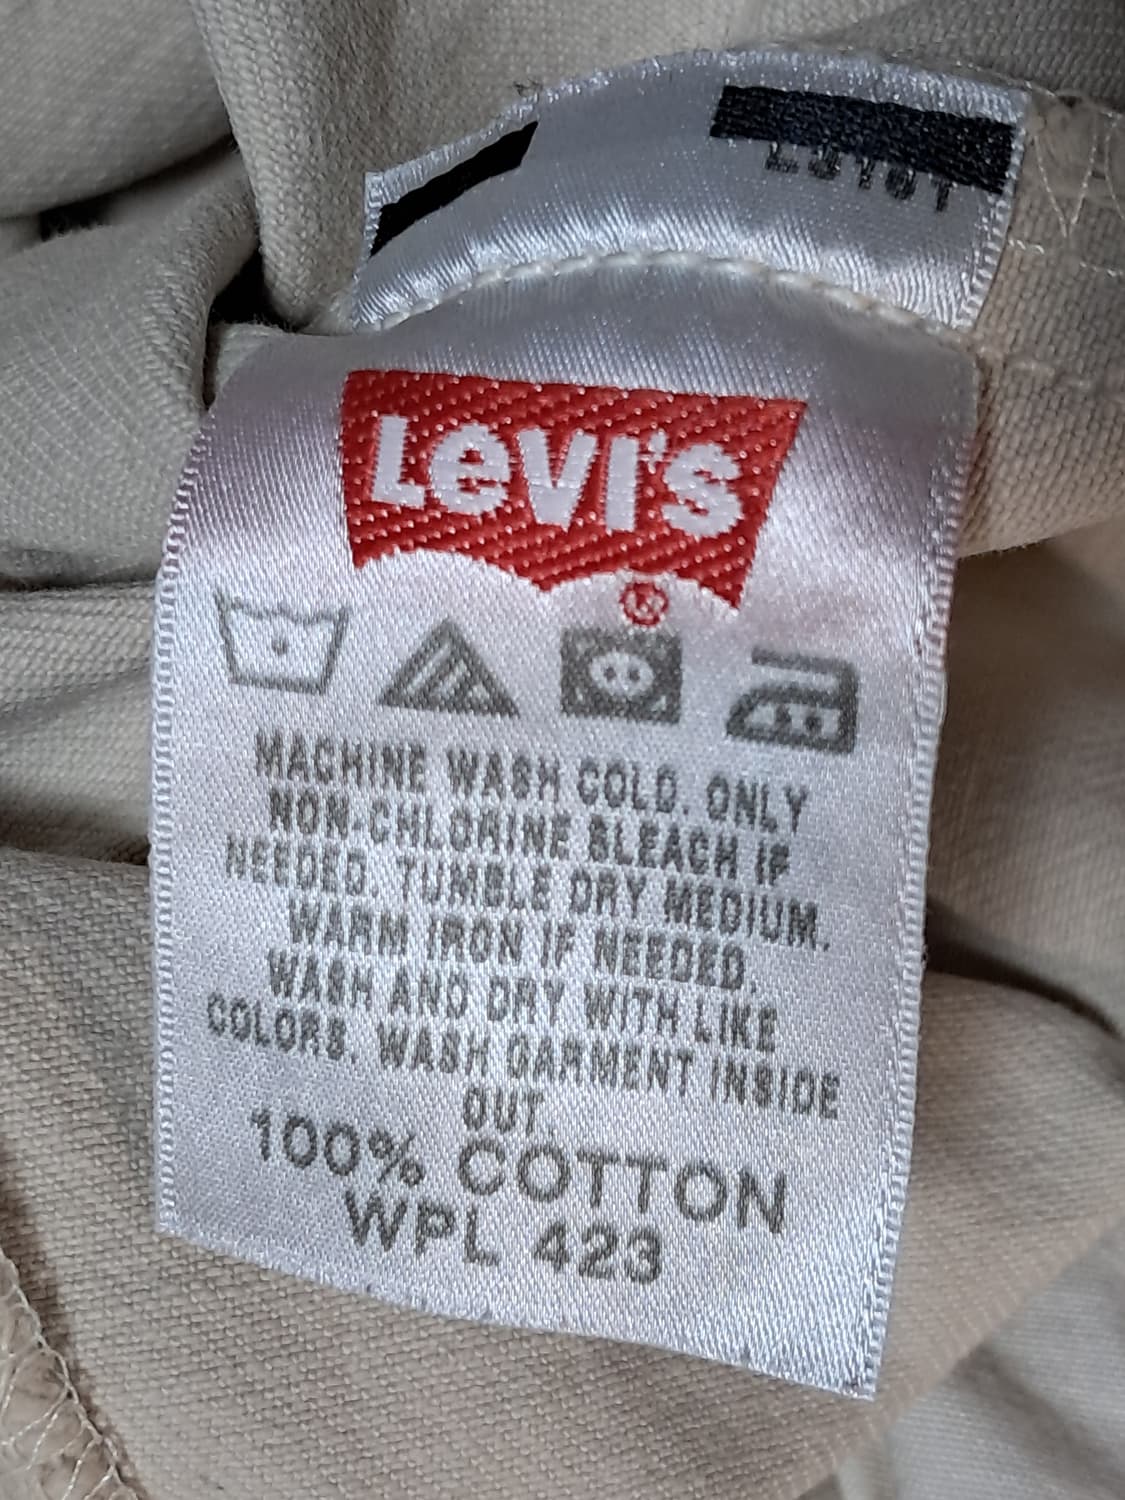 Levi's
®
MACHINE WASH COLD. ONLY
NON-CHLORINE BLEACH IF
NEEDED. TUMBLE DRY MEDIUM.
WARM IRON IF NEEDED.
WASH AND DRY WITH LIKE
COLORS. WASH GARMENT INSIDE
OUT.
100% COTTON
WPL 423